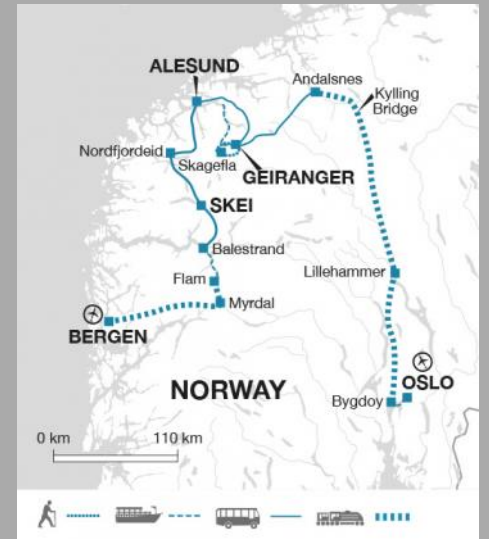 ALESUND
Andalsnes
Kylling
Bridge
Nordfjordeid
Skagefla
GEIRANGER
SKEI
Balestrand
Lillehammer
Flam
Myrdal
BERGEN
OSLO
NORWAY
Bygdoy
0 km 110 km